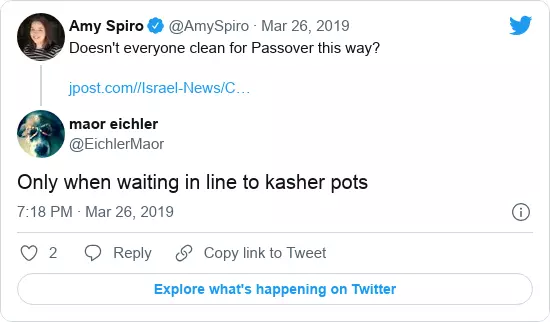 Amy Spiro @AmySpiro · Mar 26, 2019
Doesn't everyone clean for Passover this way?
jpost.com//Israel-News/C…
maor eichler
@EichlerMaor
Only when waiting in line to kasher pots
7:18 PM · Mar 26, 2019
2 Reply Copy link to Tweet
Explore what's happening on Twitter